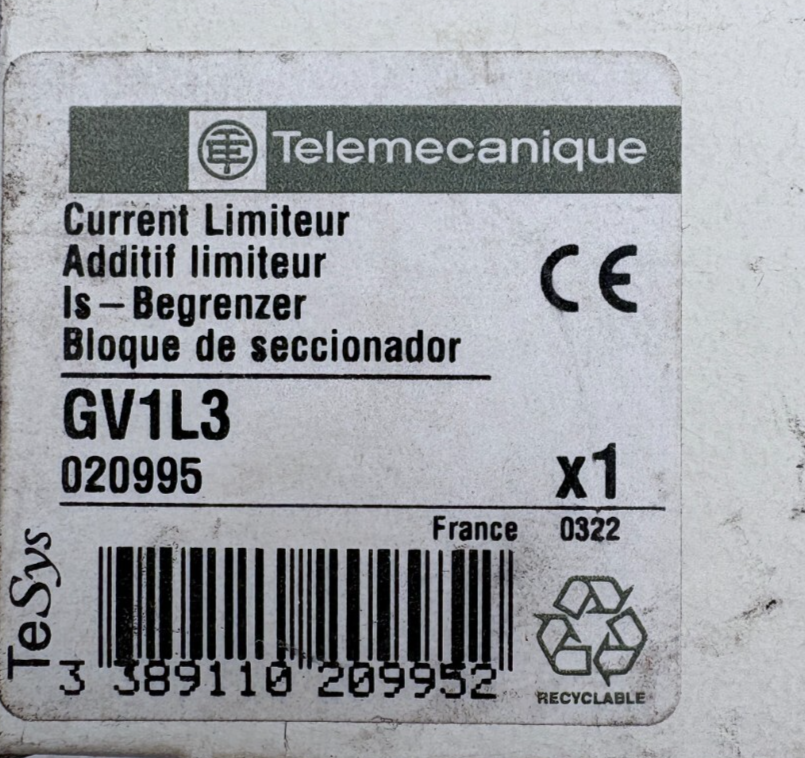 Telemecanique
Current Limiteur
Additif limiteur
Is – Begrenzer
Bloque de seccionador
CE
GV1L3
020995
x1
France 0322
TeSys
3 389110 209952
RECYCLABLE